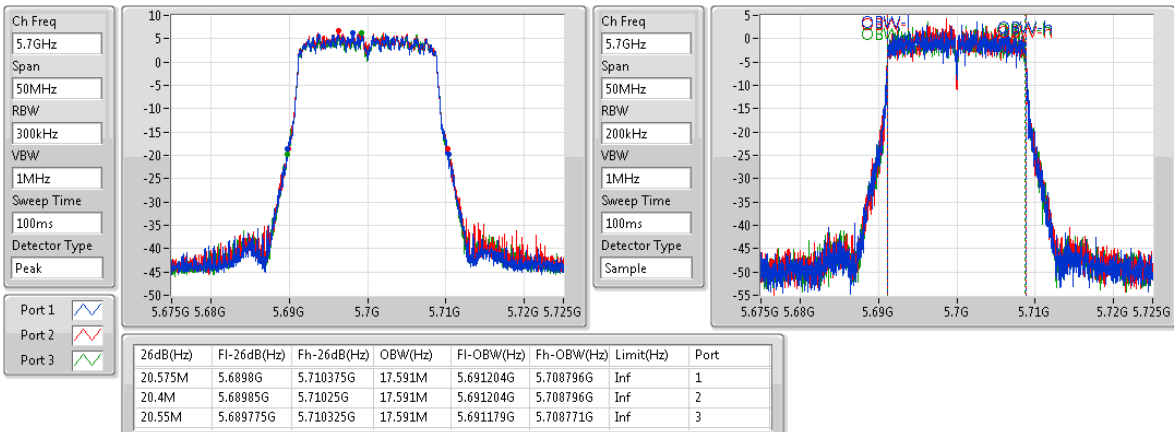 Ch Freq
5.7GHz
Span
50MHz
RBW
300kHz
VBW
1MHz
Sweep Time
100ms
Detector Type
Peak
Port 1
Port 2
Port 3
10
5
0
-5
-10
-15
-20
-25
-30
-35
-40
-45
-50
5.675G 5.68G 5.69G 5.7G 5.71G 5.72G 5.725G
Ch Freq
5.7GHz
Span
50MHz
RBW
200kHz
VBW
1MHz
Sweep Time
100ms
Detector Type
Sample
OBW-l
OBW-h
5
0
-5
-10
-15
-20
-25
-30
-35
-40
-45
-50
-55
5.675G 5.68G 5.69G 5.7G 5.71G 5.72G 5.725G
26dB(Hz) Fl-26dB(Hz) Fh-26dB(Hz) OBW(Hz) Fl-OBW(Hz) Fh-OBW(Hz) Limit(Hz) Port
20.575M 5.6898G 5.710375G 17.591M 5.691204G 5.708796G Inf 1
20.4M 5.68985G 5.71025G 17.591M 5.691204G 5.708796G Inf 2
20.55M 5.689775G 5.710325G 17.591M 5.691179G 5.708771G Inf 3